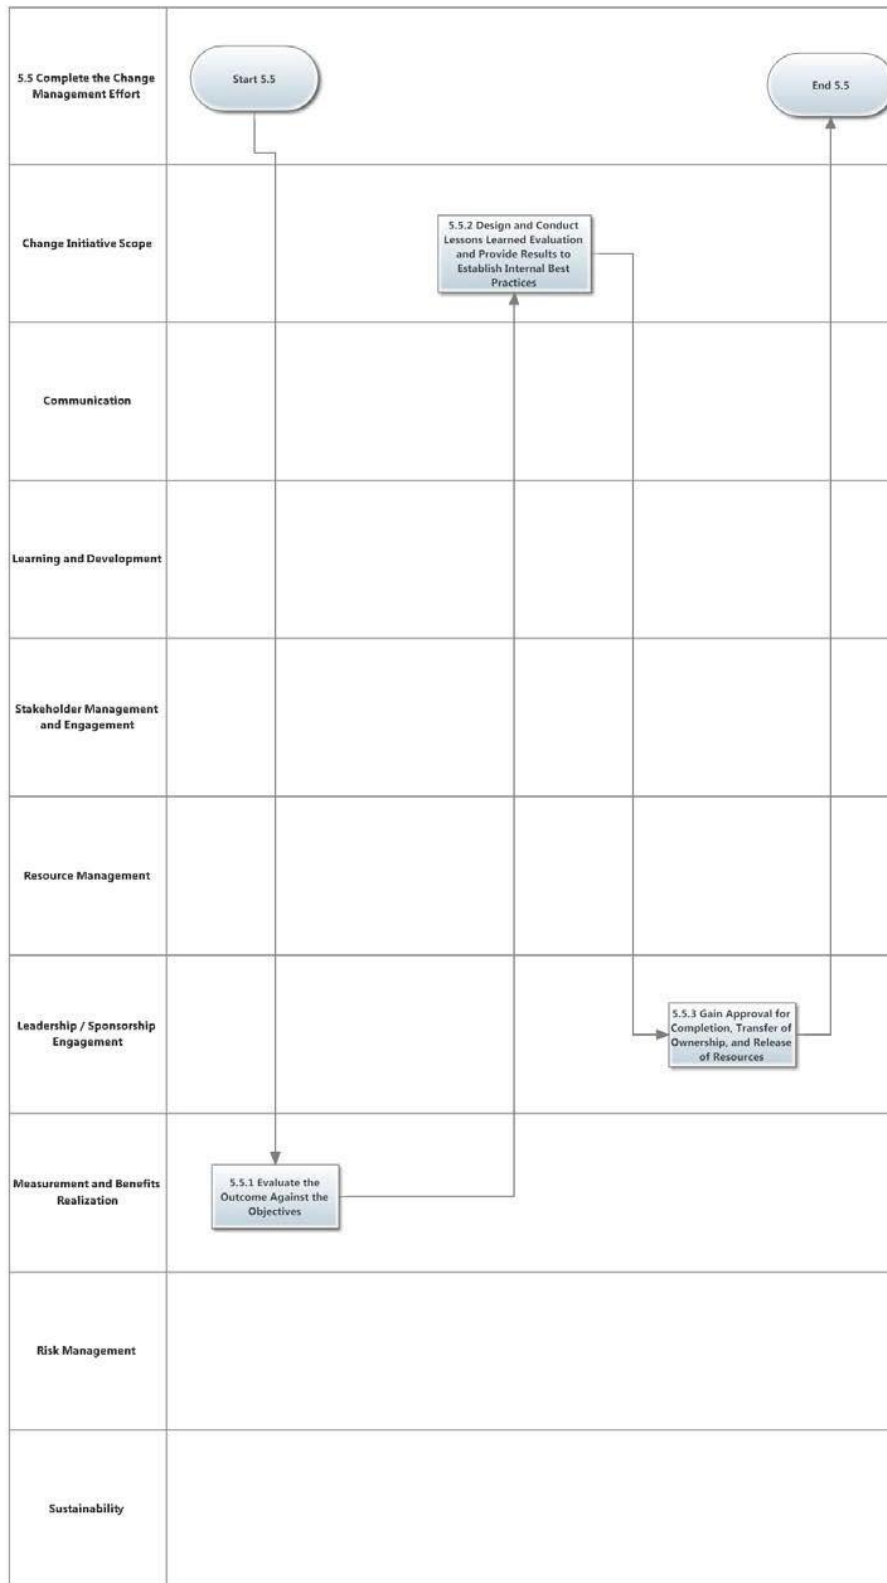 5.5 Complete the Change
Management Effort
Start 5.5
End 5.5
Change Initiative Scope
5.5.2 Design and Conduct
Lessons Learned Evaluation
and Provide Results to
Establish Internal Best
Practices
Communication
Learning and Development
Stakeholder Management
and Engagement
Resource Management
Leadership / Sponsorship
Engagement
5.5.3 Gain Approval for
Completion, Transfer of
Ownership, and Release
of Resources
Measurement and Benefits
Realization
5.5.1 Evaluate the
Outcome Against the
Objectives
Risk Management
Sustainability